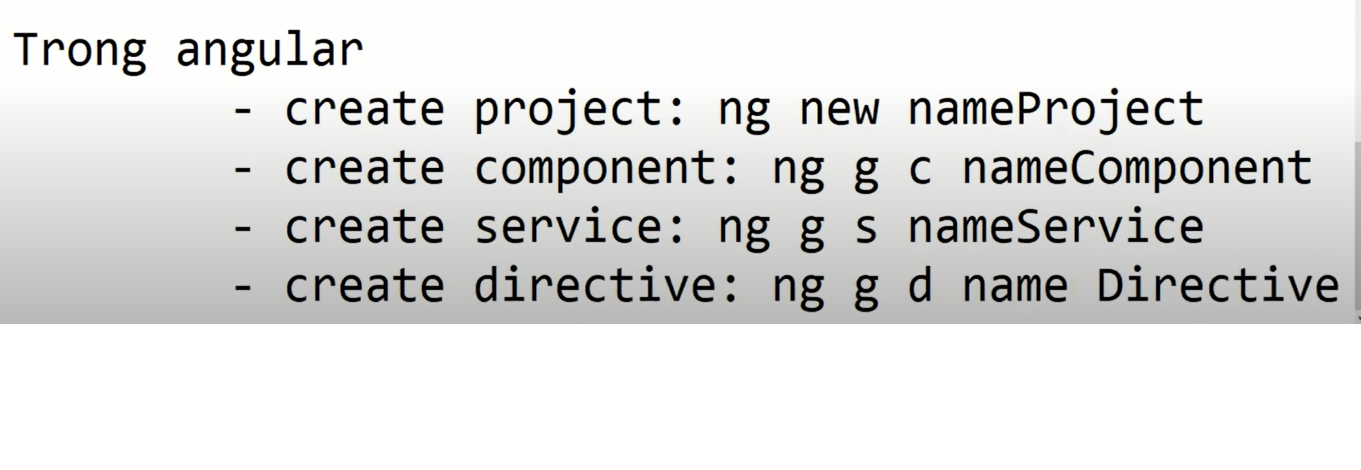 Trong angular
- create project: ng new nameProject
- create component: ng g c nameComponent
- create service: ng g s nameService
- create directive: ng g d name Directive